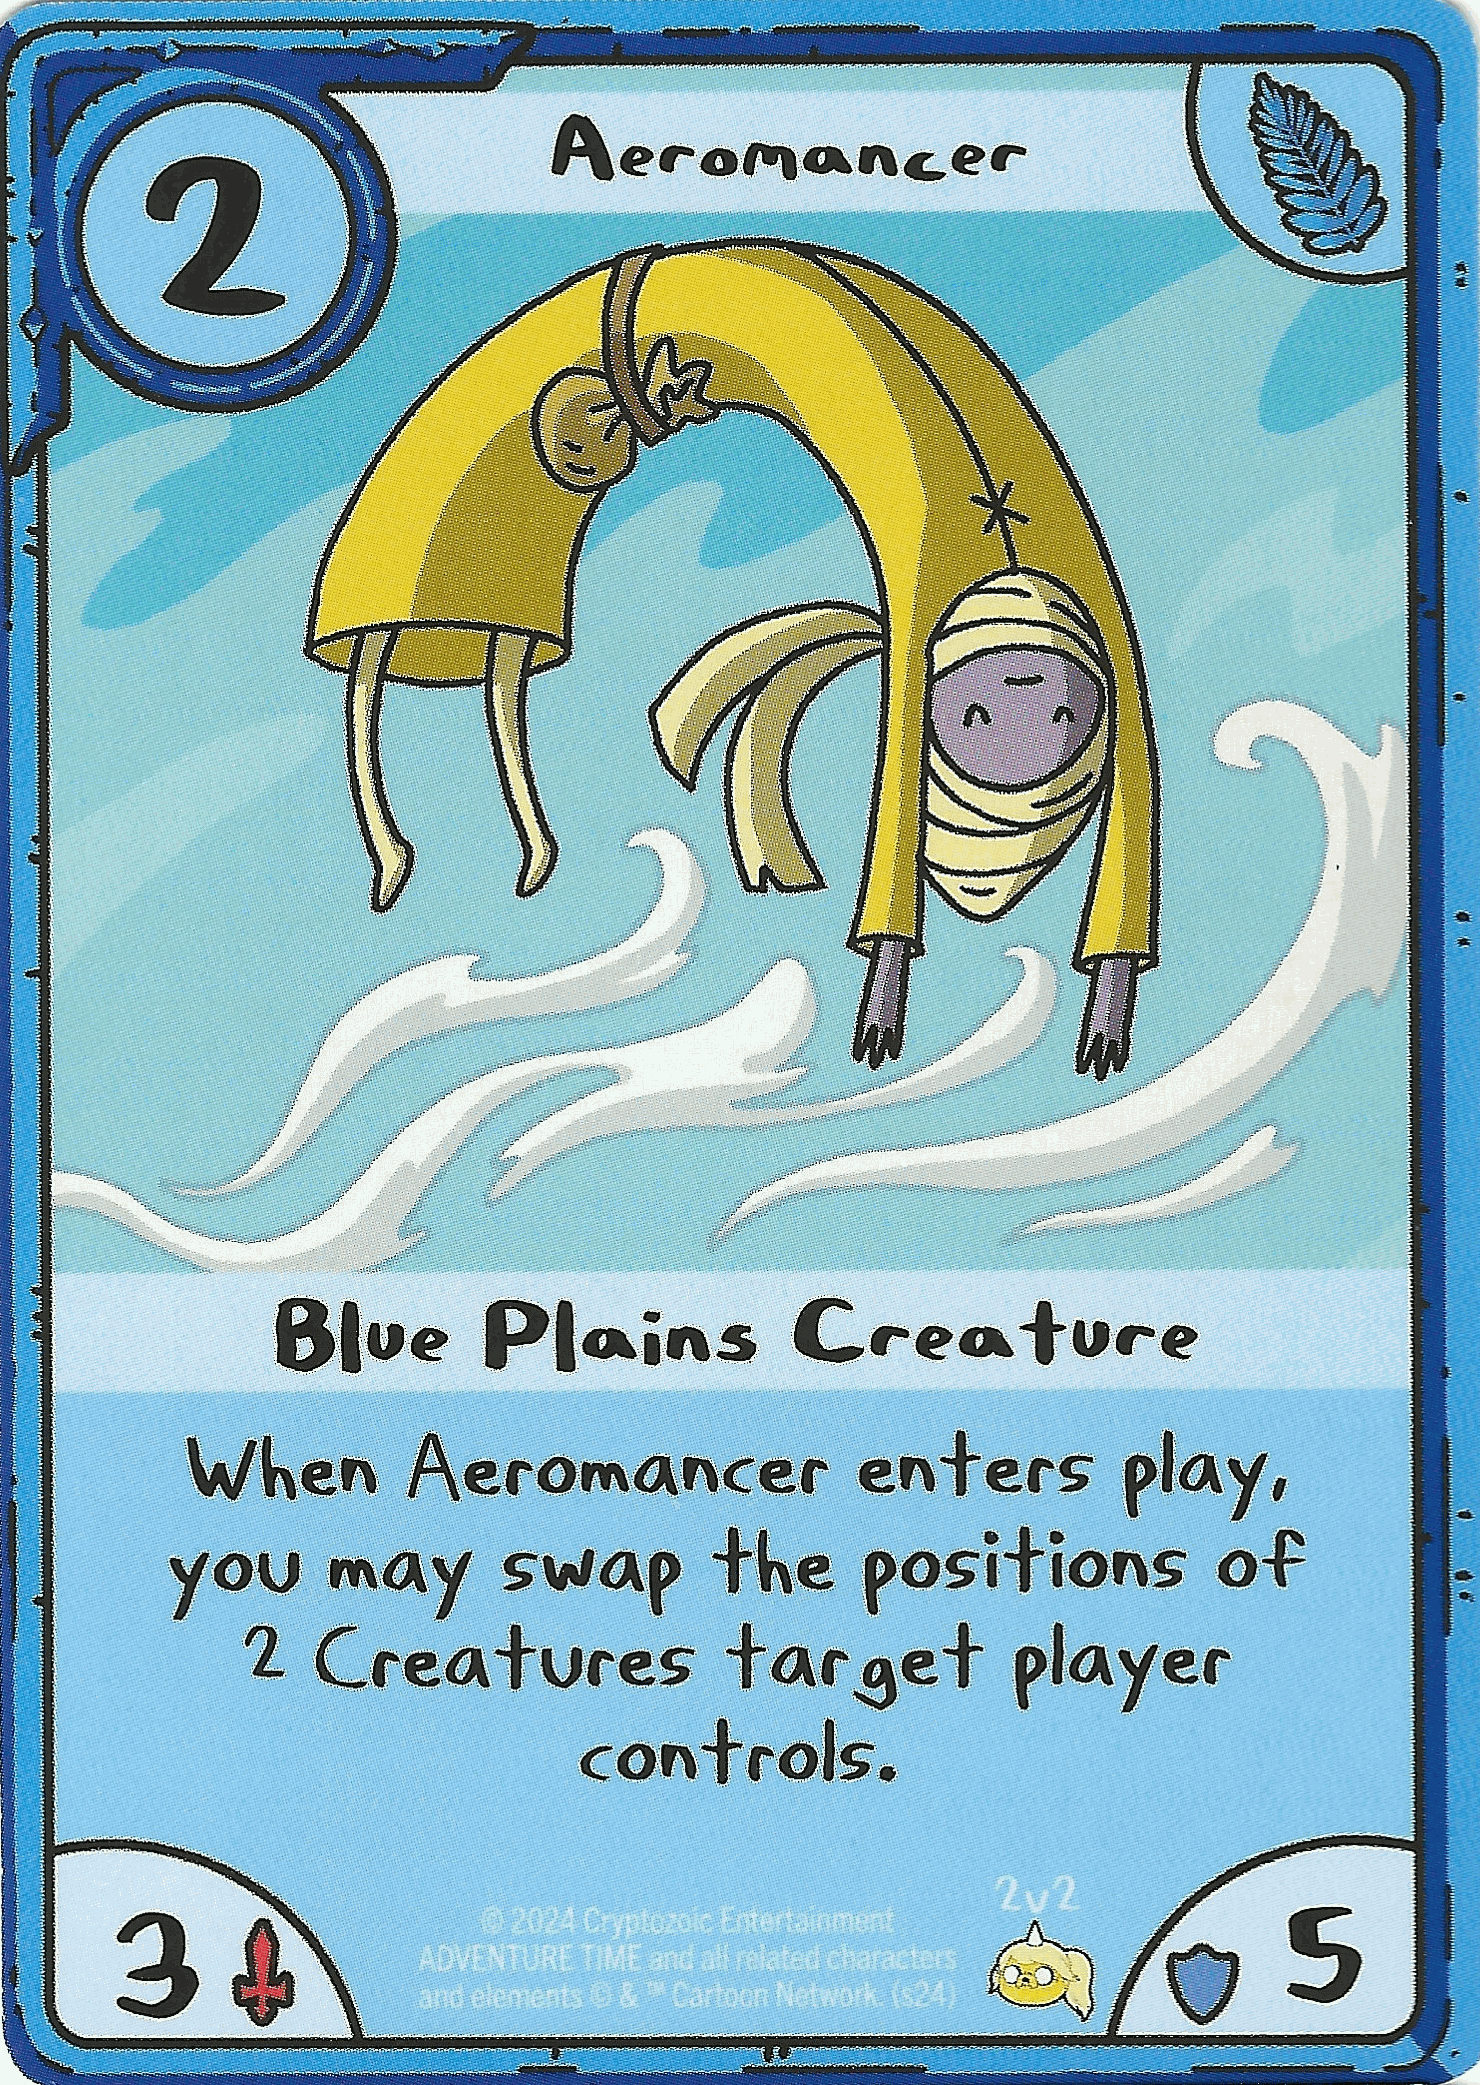 2
Aeromancer
Blue Plains Creature
When Aeromancer enters play,
you may swap the positions of
2 Creatures target player
controls.
3
© 2024 Cryptozoic Entertainment
ADVENTURE TIME and all related characters
and elements © & ™ Cartoon Network. (s24)
2v2
5